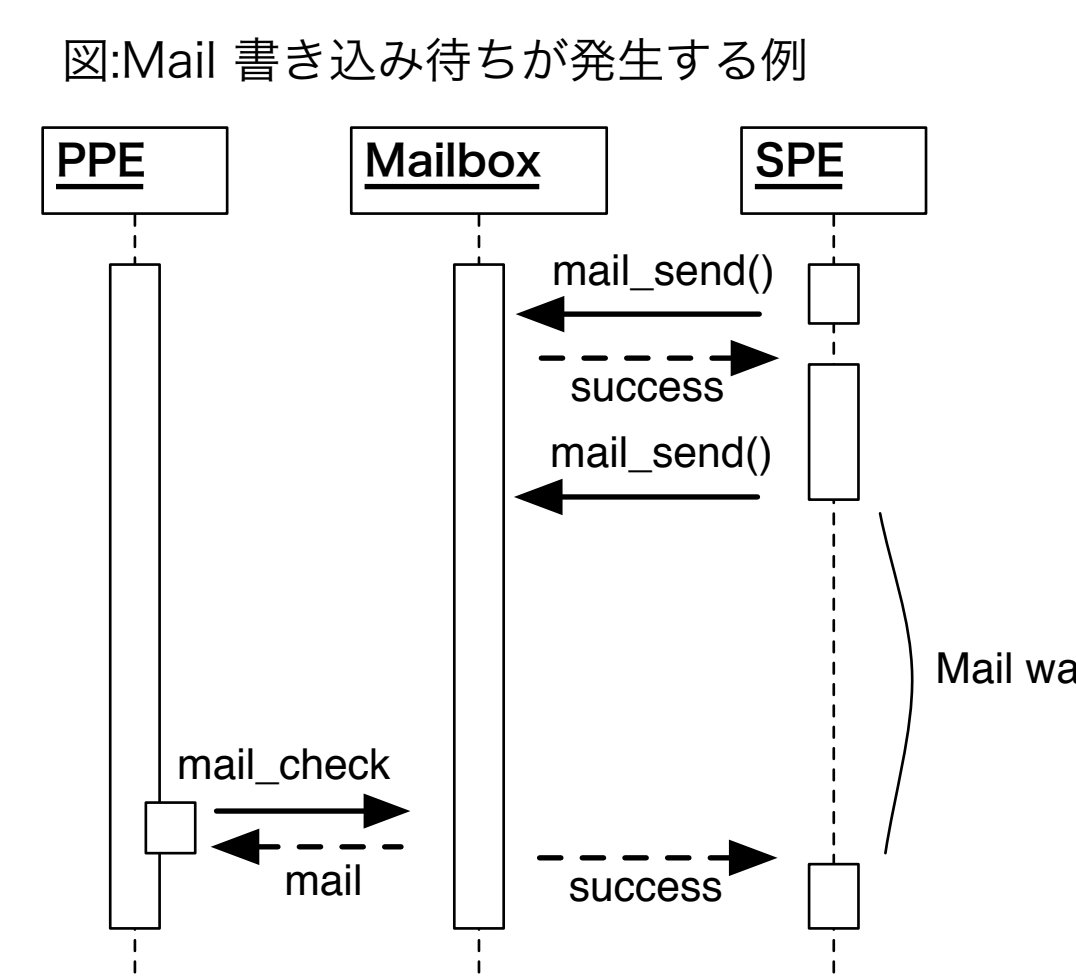 図:Mail 書き込み待ちが発生する例
PPE
Mailbox
SPE
mail_send()
success
mail_send()
Mail
mail_check
mail
success